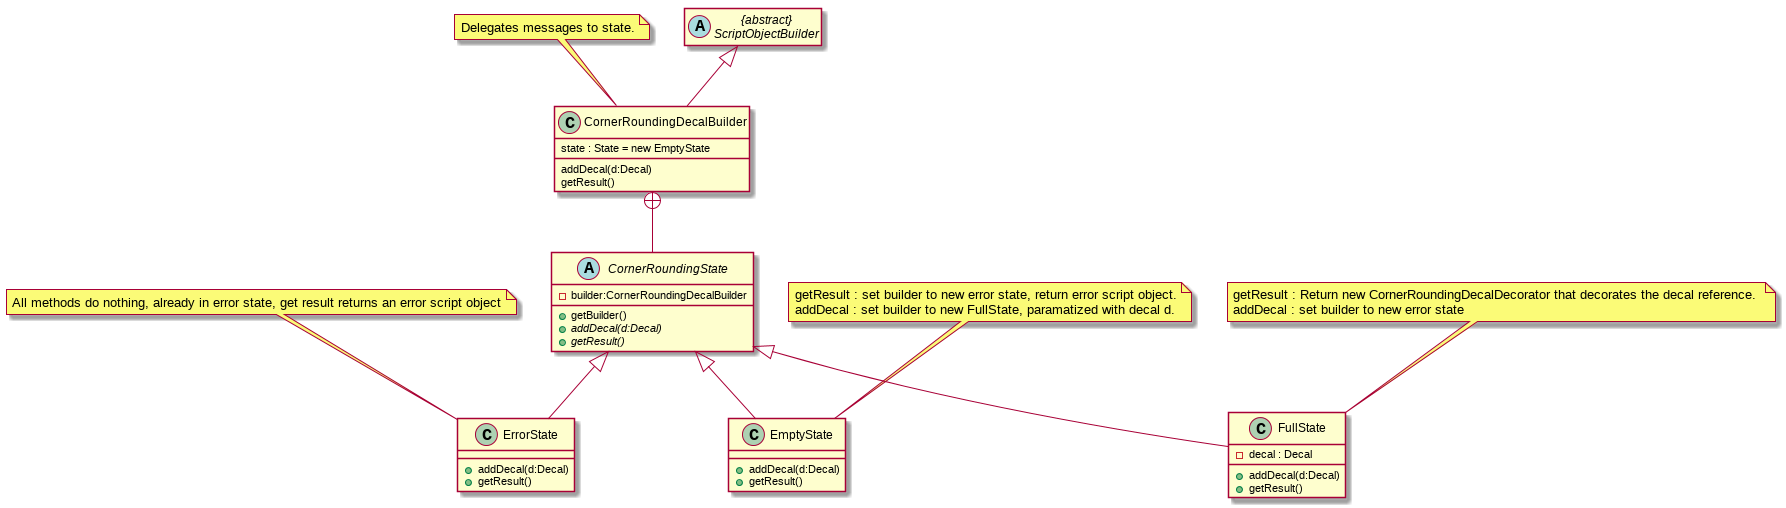 Delegates messages to state.
A
{abstract}
ScriptObjectBuilder
C
CornerRoundingDecalBuilder
state : State = new EmptyState
addDecal(d:Decal)
getResult()
A
CornerRoundingState
builder:CornerRoundingDecalBuilder
getBuilder()
addDecal(d:Decal)
getResult()
All methods do nothing, already in error state, get result returns an error script object
getResult : set builder to new error state, return error script object.
addDecal : set builder to new FullState, paramatized with decal d.
getResult : Return new CornerRoundingDecalDecorator that decorates the decal reference.
addDecal : set builder to new error state
C
ErrorState
addDecal(d:Decal)
getResult()
C
EmptyState
addDecal(d:Decal)
getResult()
C
FullState
decal : Decal
addDecal(d:Decal)
getResult()